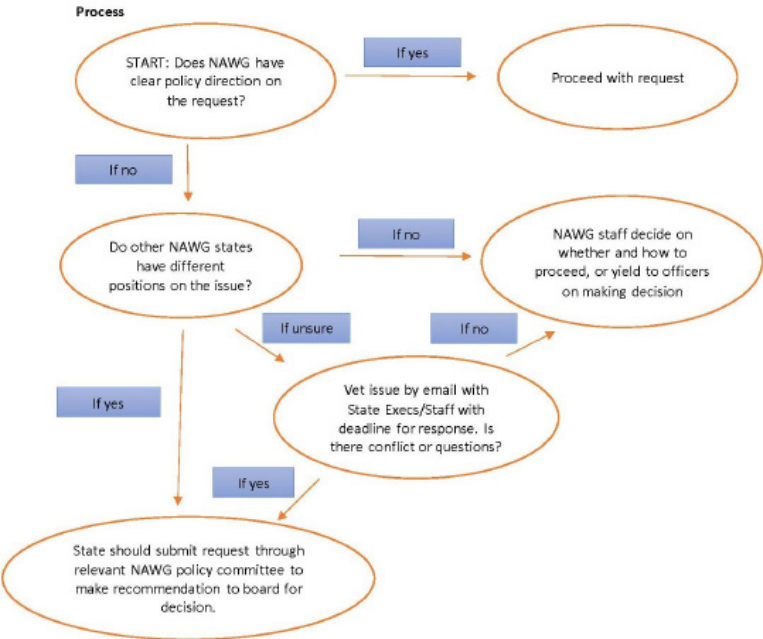 Process
START: Does NAWG have
clear policy direction on
the request?
If yes
Proceed with request
If no
Do other NAWG states
have different
positions on the issue?
If no
NAWG staff decide on
whether and how to
proceed, or yield to officers
on making decision
If unsure
If no
If yes
Vet issue by email with
State Execs/Staff with
deadline for response. Is
there conflict or questions?
If yes
State should submit request through
relevant NAWG policy committee to
make recommendation to board for
decision.